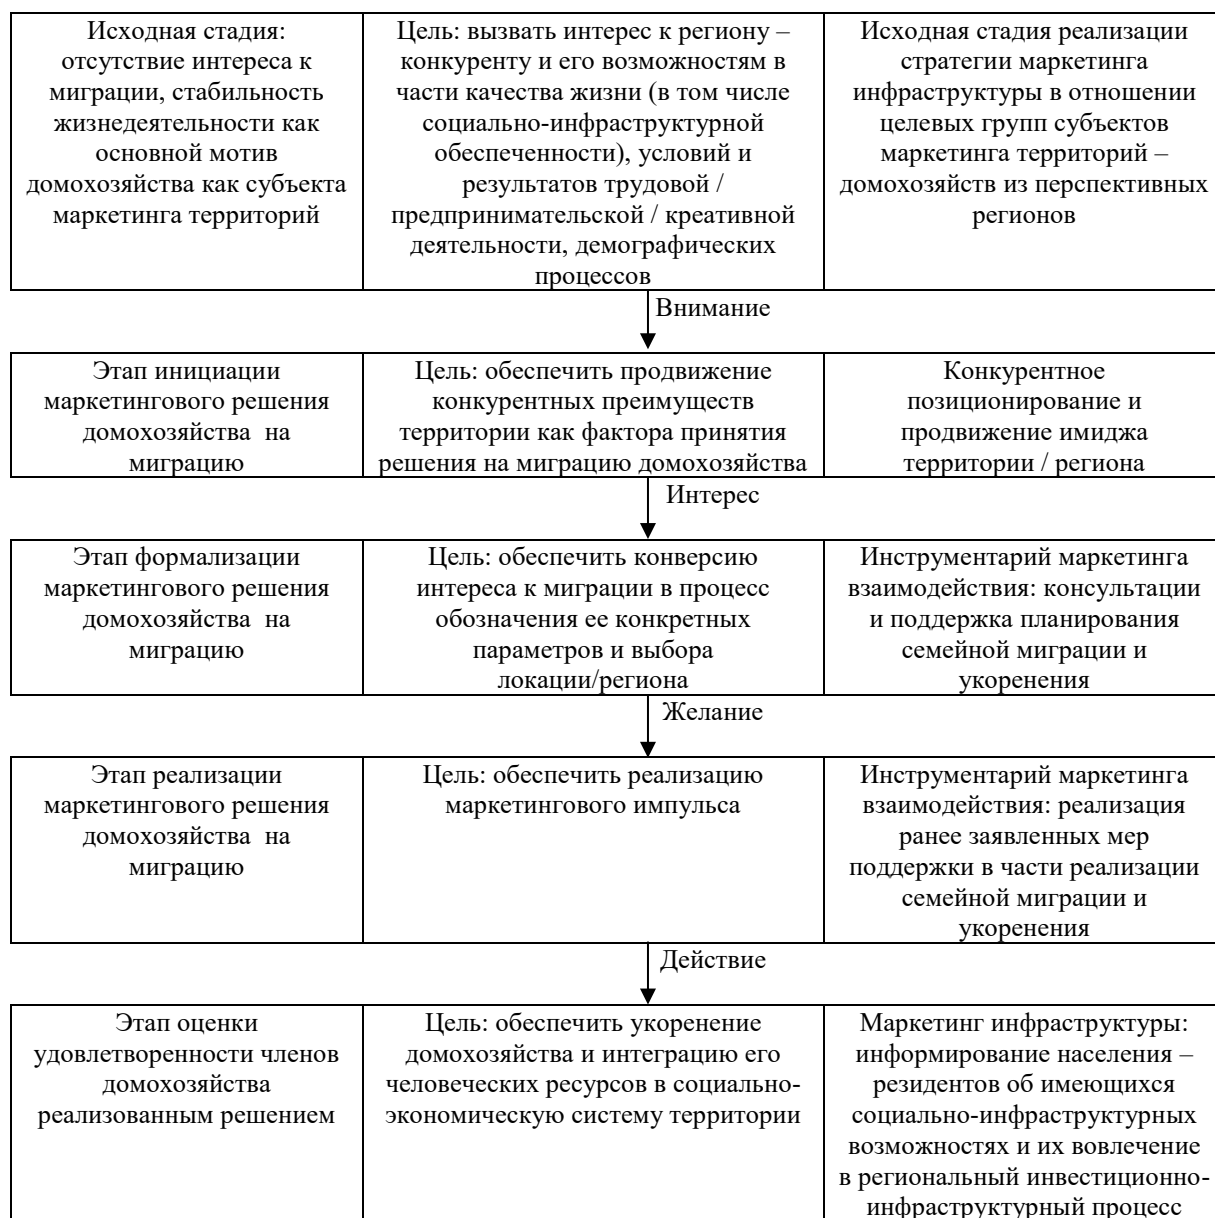 Исходная стадия:
отсутствие интереса к
миграции, стабильность
жизнедеятельности как
основной мотив
домохозяйства как субъекта
маркетинга территорий
Цель: вызвать интерес к региону –
конкуренту и его возможностям в
части качества жизни (в том числе
социально-инфраструктурной
обеспеченности), условий и
результатов трудовой /
предпринимательской / креативной
деятельности, демографических
процессов
Исходная стадия реализации
стратегии маркетинга
инфраструктуры в отношении
целевых групп субъектов
маркетинга территорий –
домохозяйств из перспективных
регионов
Внимание
Этап инициации
маркетингового решения
домохозяйства на
миграцию
Цель: обеспечить продвижение
конкурентных преимуществ
территории как фактора принятия
решения на миграцию домохозяйства
Конкурентное
позиционирование и
продвижение имиджа
территории / региона
Интерес
Этап формализации
маркетингового решения
домохозяйства на
миграцию
Цель: обеспечить конверсию
интереса к миграции в процесс
обозначения ее конкретных
параметров и выбора
локации/региона
Инструментарий маркетинга
взаимодействия: консультации
и поддержка планирования
семейной миграции и
укоренения
Желание
Этап реализации
маркетингового решения
домохозяйства на
миграцию
Цель: обеспечить реализацию
маркетингового импульса
Инструментарий маркетинга
взаимодействия: реализация
ранее заявленных мер
поддержки в части реализации
семейной миграции и
укоренения
Действие
Этап оценки
удовлетворенности членов
домохозяйства
реализованным решением
Цель: обеспечить укоренение
домохозяйства и интеграцию его
человеческих ресурсов в социально-
экономическую систему территории
Маркетинг инфраструктуры:
информирование населения –
резидентов об имеющихся
социально-инфраструктурных
возможностях и их вовлечение
в региональный инвестиционно-
инфраструктурный процесс